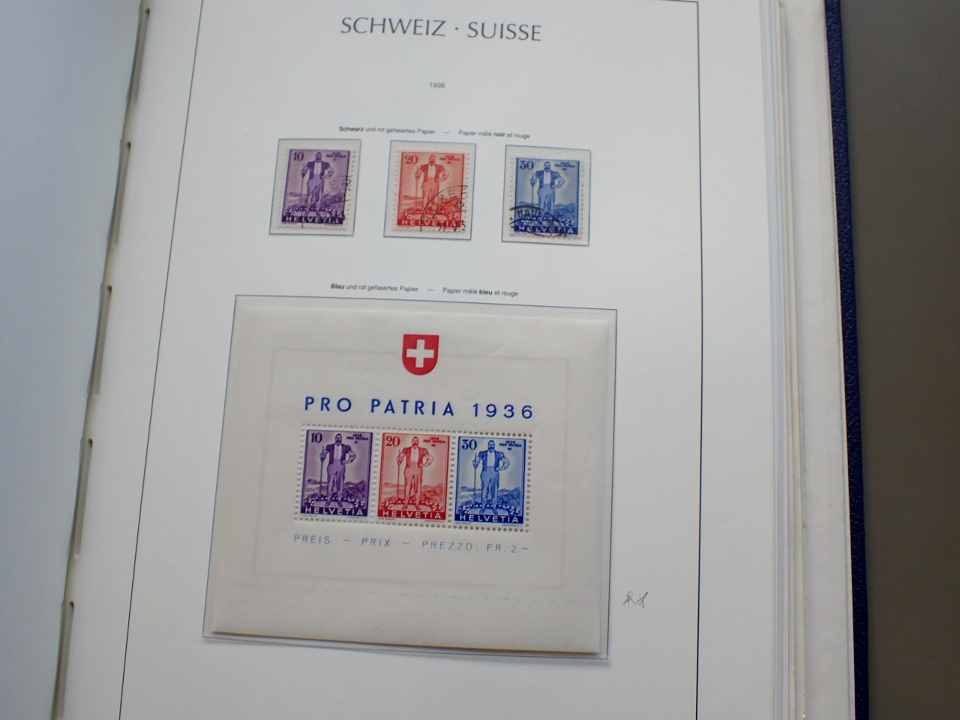 SCHWEIZ · SUISSE
1936
Schwarz und rot gefasertes Papier — Papier mêlé noir et rouge
10
HELVETIA
20
HELVETIA
30
HELVETIA
Blau und rot gefasertes Papier — Papier mêlé bleu et rouge
PRO PATRIA 1936
10
HELVETIA
20
HELVETIA
30
HELVETIA
PREIS — PRIX — PREZZO FR. 2-